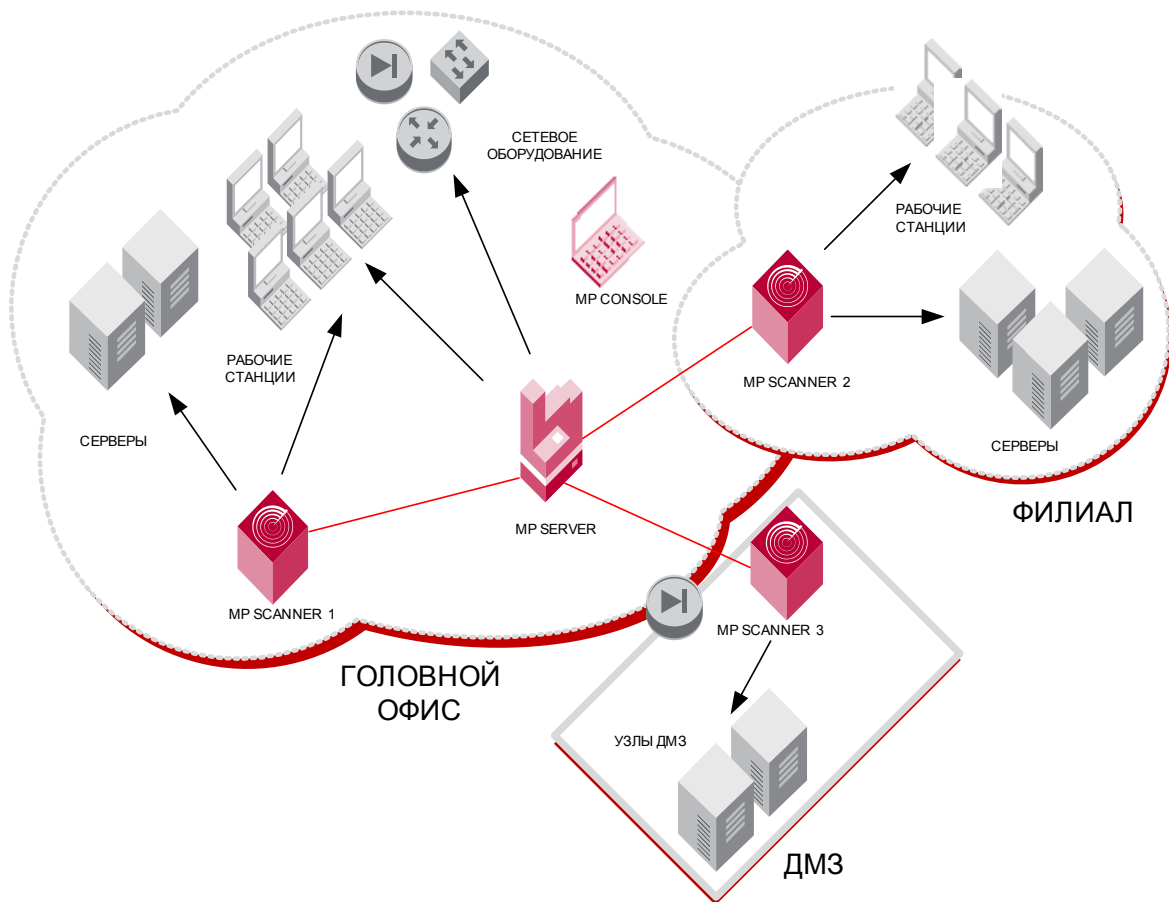 СЕТЕВОЕ
ОБОРУДОВАНИЕ
MP CONSOLE
РАБОЧИЕ
СТАНЦИИ
СЕРВЕРЫ
MP SERVER
MP SCANNER 1
ГОЛОВНОЙ
ОФИС
РАБОЧИЕ
СТАНЦИИ
MP SCANNER 2
СЕРВЕРЫ
ФИЛИАЛ
MP SCANNER 3
УЗЛЫ ДМЗ
ДМЗ